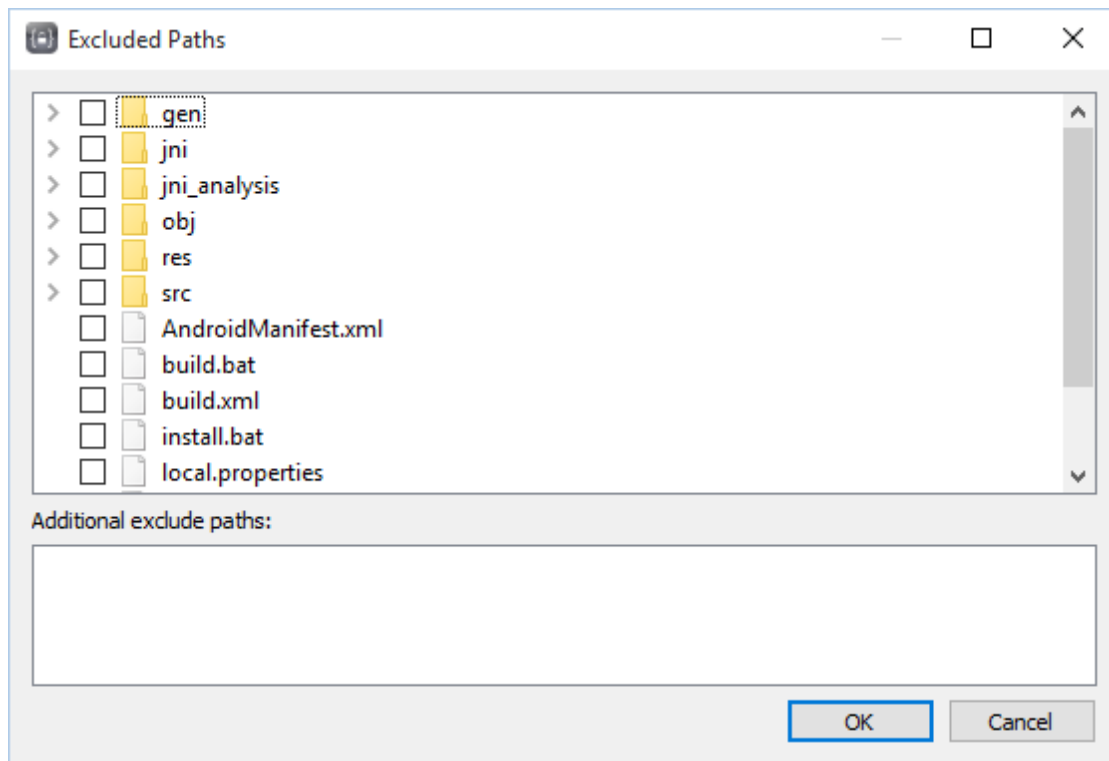 Excluded Paths
gen
jni
jni_analysis
obj
res
src
AndroidManifest.xml
build.bat
build.xml
install.bat
local.properties
Additional exclude paths:
OK Cancel